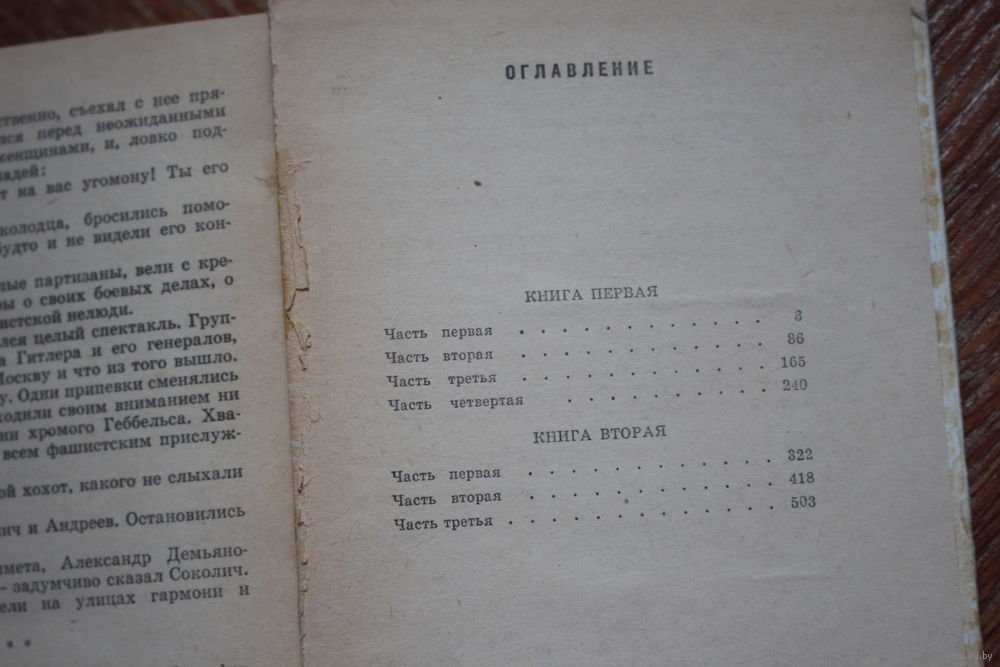 ственно, съехал с нее пря-
лся перед неожиданными
женщинами, и, ловко под-
т на вас угомону! Ты его
колодца, бросились помо-
будто и не видели его кон-
лые партизаны, вели с кре-
ры о своих боевых делах, о
истской нелюди.
лся целый спектакль. Груп-
а Гитлера и его генералов,
Москву и что из того вышло.
у. Одни припевки сменялись
ходили своим вниманием ни
ни хромого Геббельса. Хва-
всем фашистским прислуж-
ой хохот, какого не слыхали
ич и Андреев. Остановились
мета, Александр Демьяно-
— задумчиво сказал Соколич.
ели на улицах гармони и
* *
ОГЛАВЛЕНИЕ
КНИГА ПЕРВАЯ
Часть первая . . . . . . . . . . . 3
Часть вторая . . . . . . . . . . . 86
Часть третья . . . . . . . . . . . 165
Часть четвертая . . . . . . . . . 240
КНИГА ВТОРАЯ
Часть первая . . . . . . . . . . . 322
Часть вторая . . . . . . . . . . . 418
Часть третья . . . . . . . . . . . 503